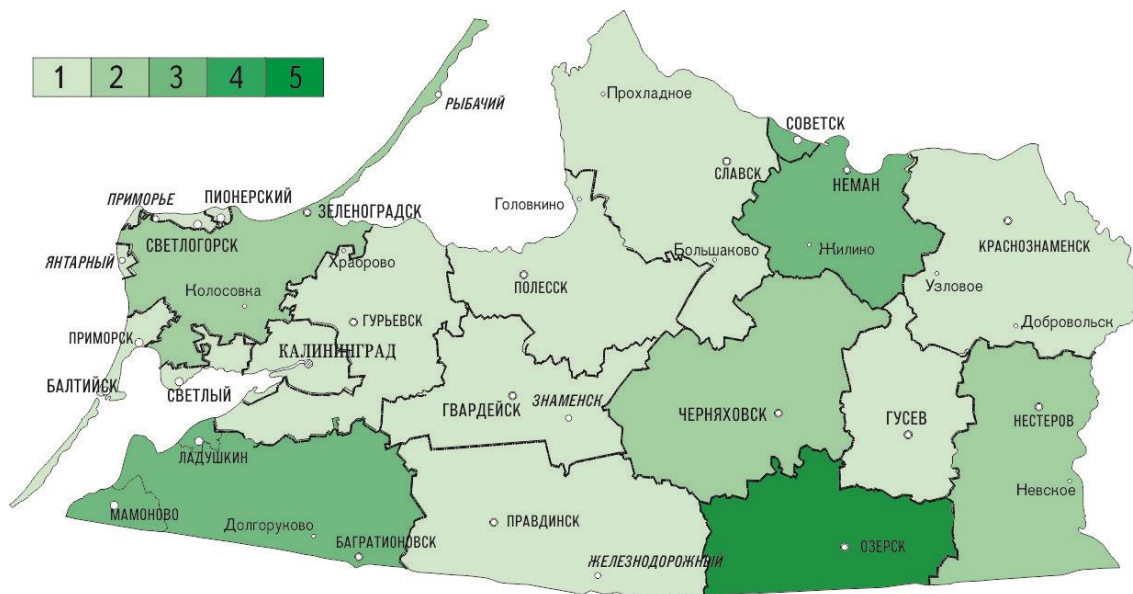 1 2 3 4 5
Прохладное
РЫБАЧИЙ
СОВЕТСК
СЛАВСК
НЕМАН
ПРИМОРЬЕ
ПИОНЕРСКИЙ
Головкино
ЗЕЛЕНОГРАДСК
СВЕТЛОГОРСК
КРАСНОЗНАМЕНСК
Большаково
Жилино
Храброво
ЯНТАРНЫЙ
ПОЛЕССК
Узловое
Колосовка
ГУРЬЕВСК
Добровольск
ПРИМОРСК
КАЛИНИНГРАД
БАЛТИЙСК
СВЕТЛЫЙ
ГВАРДЕЙСК
ЗНАМЕНСК
ЧЕРНЯХОВСК
ГУСЕВ
НЕСТЕРОВ
ЛАДУШКИН
Невское
МАМОНОВО
Долгоруково
ПРАВДИНСК
БАГРАТИОНОВСК
ОЗЕРСК
ЖЕЛЕЗНОДОРОЖНЫЙ